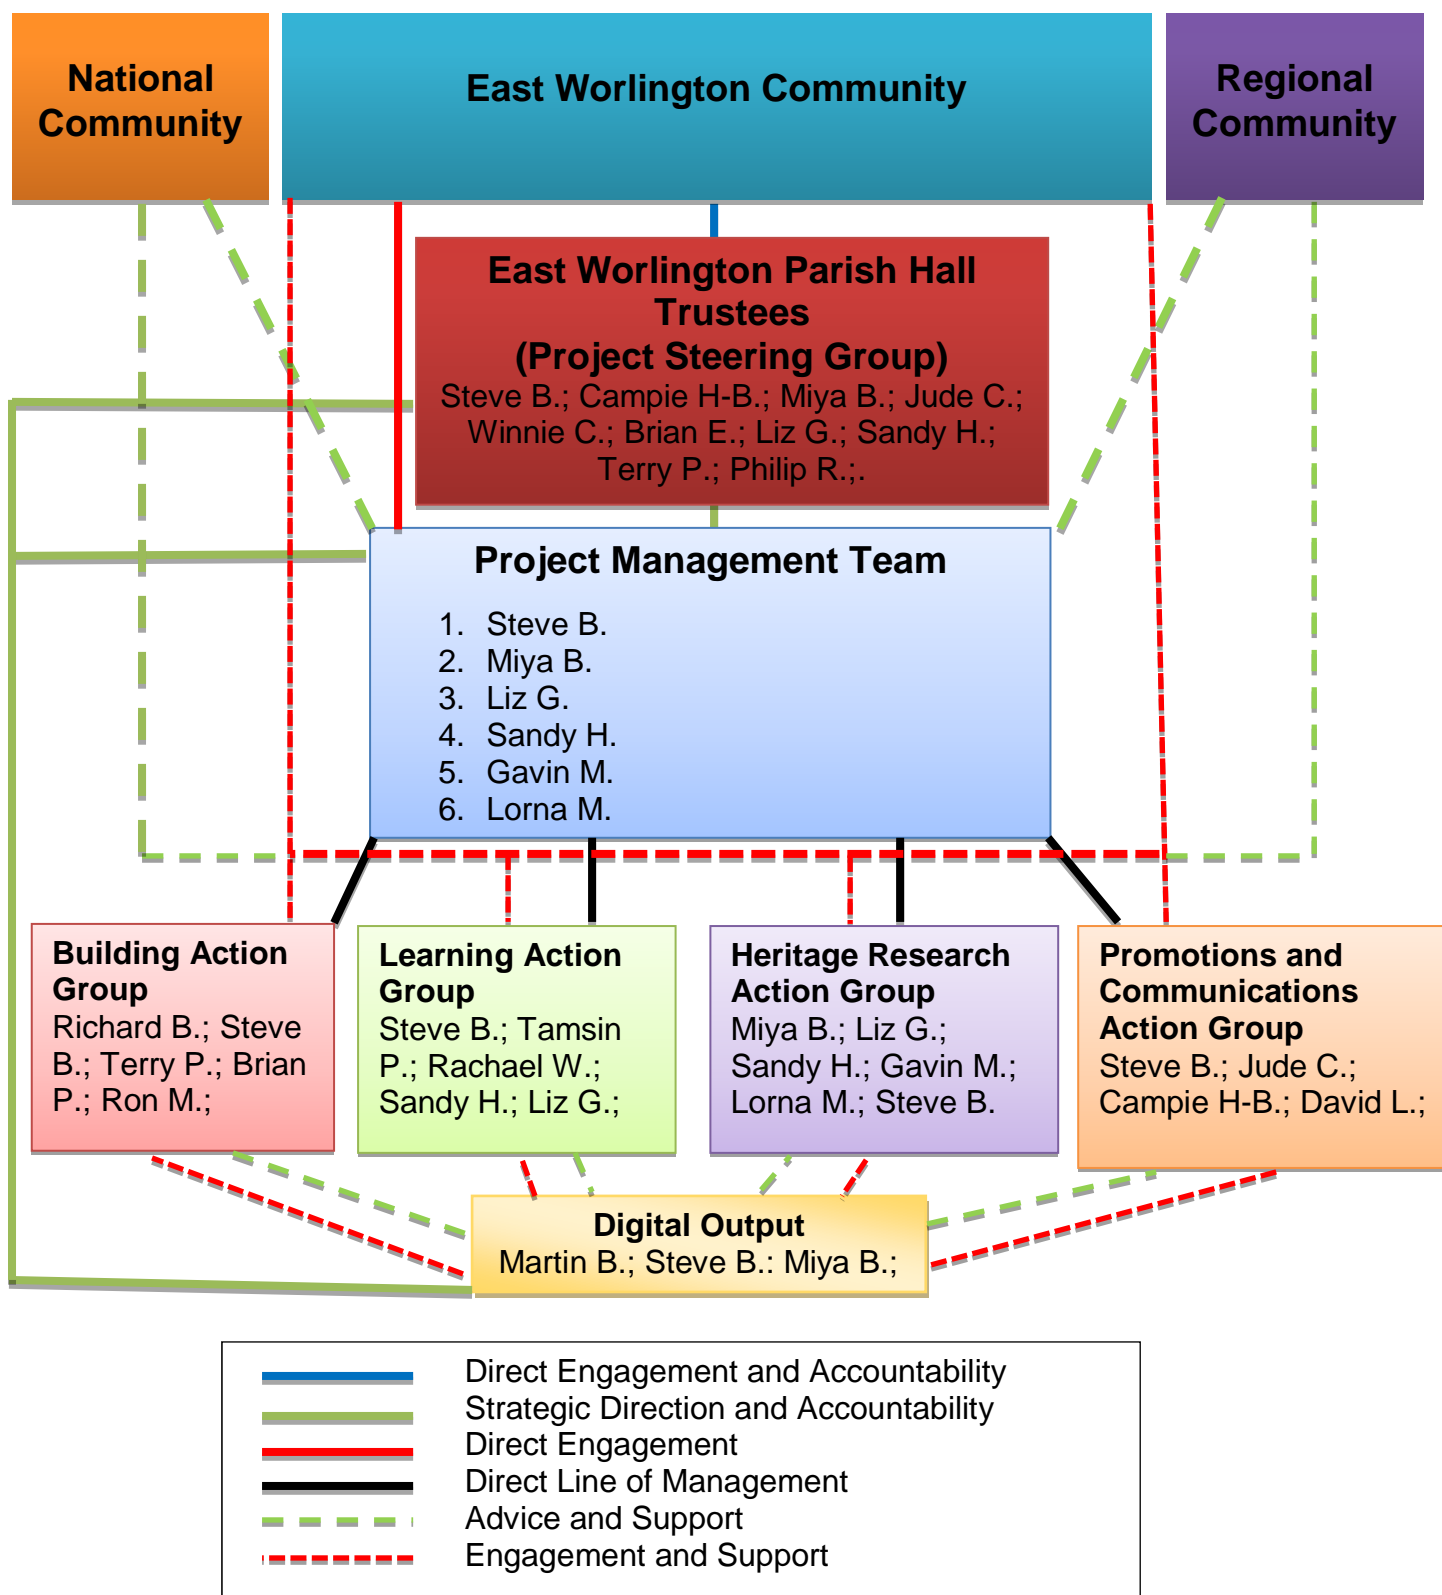 National
Community
East Worlington Community
Regional
Community
East Worlington Parish Hall
Trustees
(Project Steering Group)
Steve B.; Campie H-B.; Miya B.; Jude C.;
Winnie C.; Brian E.; Liz G.; Sandy H.;
Terry P.; Philip R.;.
Project Management Team
1. Steve B.
2. Miya B.
3. Liz G.
4. Sandy H.
5. Gavin M.
6. Lorna M.
Building Action
Group
Richard B.; Steve
B.; Terry P.; Brian
P.; Ron M.;
Learning Action
Group
Steve B.; Tamsin
P.; Rachael W.;
Sandy H.; Liz G.;
Heritage Research
Action Group
Miya B.; Liz G.;
Sandy H.; Gavin M.;
Lorna M.; Steve B.
Promotions and
Communications
Action Group
Steve B.; Jude C.;
Campie H-B.; David L.;
Digital Output
Martin B.; Steve B.: Miya B.;
Direct Engagement and Accountability
Strategic Direction and Accountability
Direct Engagement
Direct Line of Management
Advice and Support
Engagement and Support